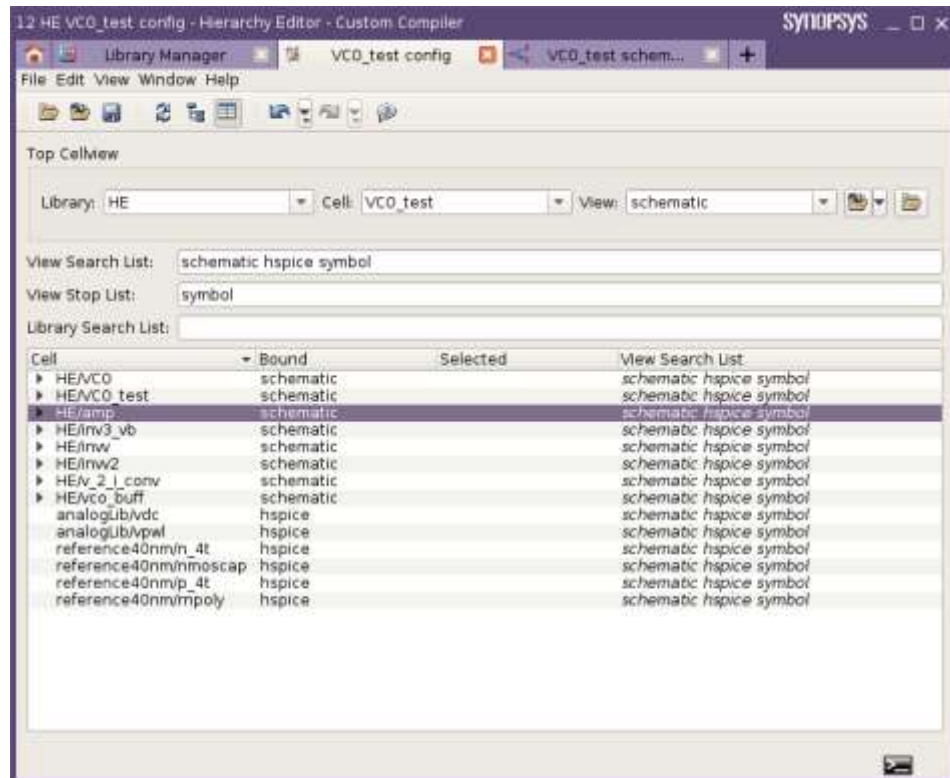 12 HE VCO_test config - Hierarchy Editor - Custom Compiler SYNOPSYS
Library Manager VCO_test config VCO_test schem...
File Edit View Window Help
Top Cellview
Library: HE Cell: VCO_test View: schematic
View Search List: schematic hspice symbol
View Stop List: symbol
Library Search List:
Cell Bound Selected View Search List
HE/VCO schematic schematic hspice symbol
HE/VCO_test schematic schematic hspice symbol
HE/amp schematic schematic hspice symbol
HE/inv3_vb schematic schematic hspice symbol
HE/invv schematic schematic hspice symbol
HE/invv2 schematic schematic hspice symbol
HE/v_2_i_conv schematic schematic hspice symbol
HE/vco_buff schematic schematic hspice symbol
analogLib/vdc hspice schematic hspice symbol
analogLib/vpwl hspice schematic hspice symbol
reference40nm/n_4t hspice schematic hspice symbol
reference40nm/nmoscap hspice schematic hspice symbol
reference40nm/p_4t hspice schematic hspice symbol
reference40nm/rnpoly hspice schematic hspice symbol